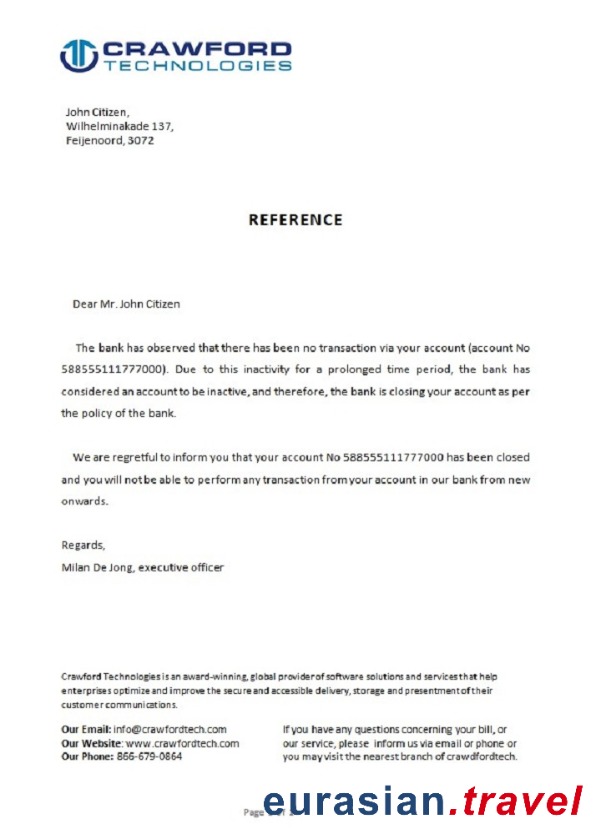 CRAWFORD
TECHNOLOGIES
John Citizen,
Wilhelminakade 137,
Feijenoord, 3072
REFERENCE
Dear Mr. John Citizen
The bank has observed that there has been no transaction via your account (account No
588555111777000). Due to this inactivity for a prolonged time period, the bank has
considered an account to be inactive, and therefore, the bank is closing your account as per
the policy of the bank.
We are regretful to inform you that your account No 588555111777000 has been closed
and you will not be able to perform any transaction from your account in our bank from new
onwards.
Regards,
Milan De Jong, executive officer
Crawford Technologies is an award-winning, global provider of software solutions and services that help
enterprises optimize and improve the secure and accessible delivery, storage and presentment of their
customer communications.
Our Email: info@crawfordtech.com
Our Website: www.crawfordtech.com
Our Phone: 866-679-0864
If you have any questions concerning your bill, or
our service, please inform us via email or phone or
you may visit the nearest branch of crawdfordtech.
Page
eurasian.travel